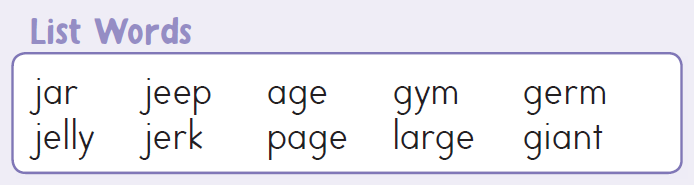 List Words
jar jeep age gym germ
jelly jerk page large giant